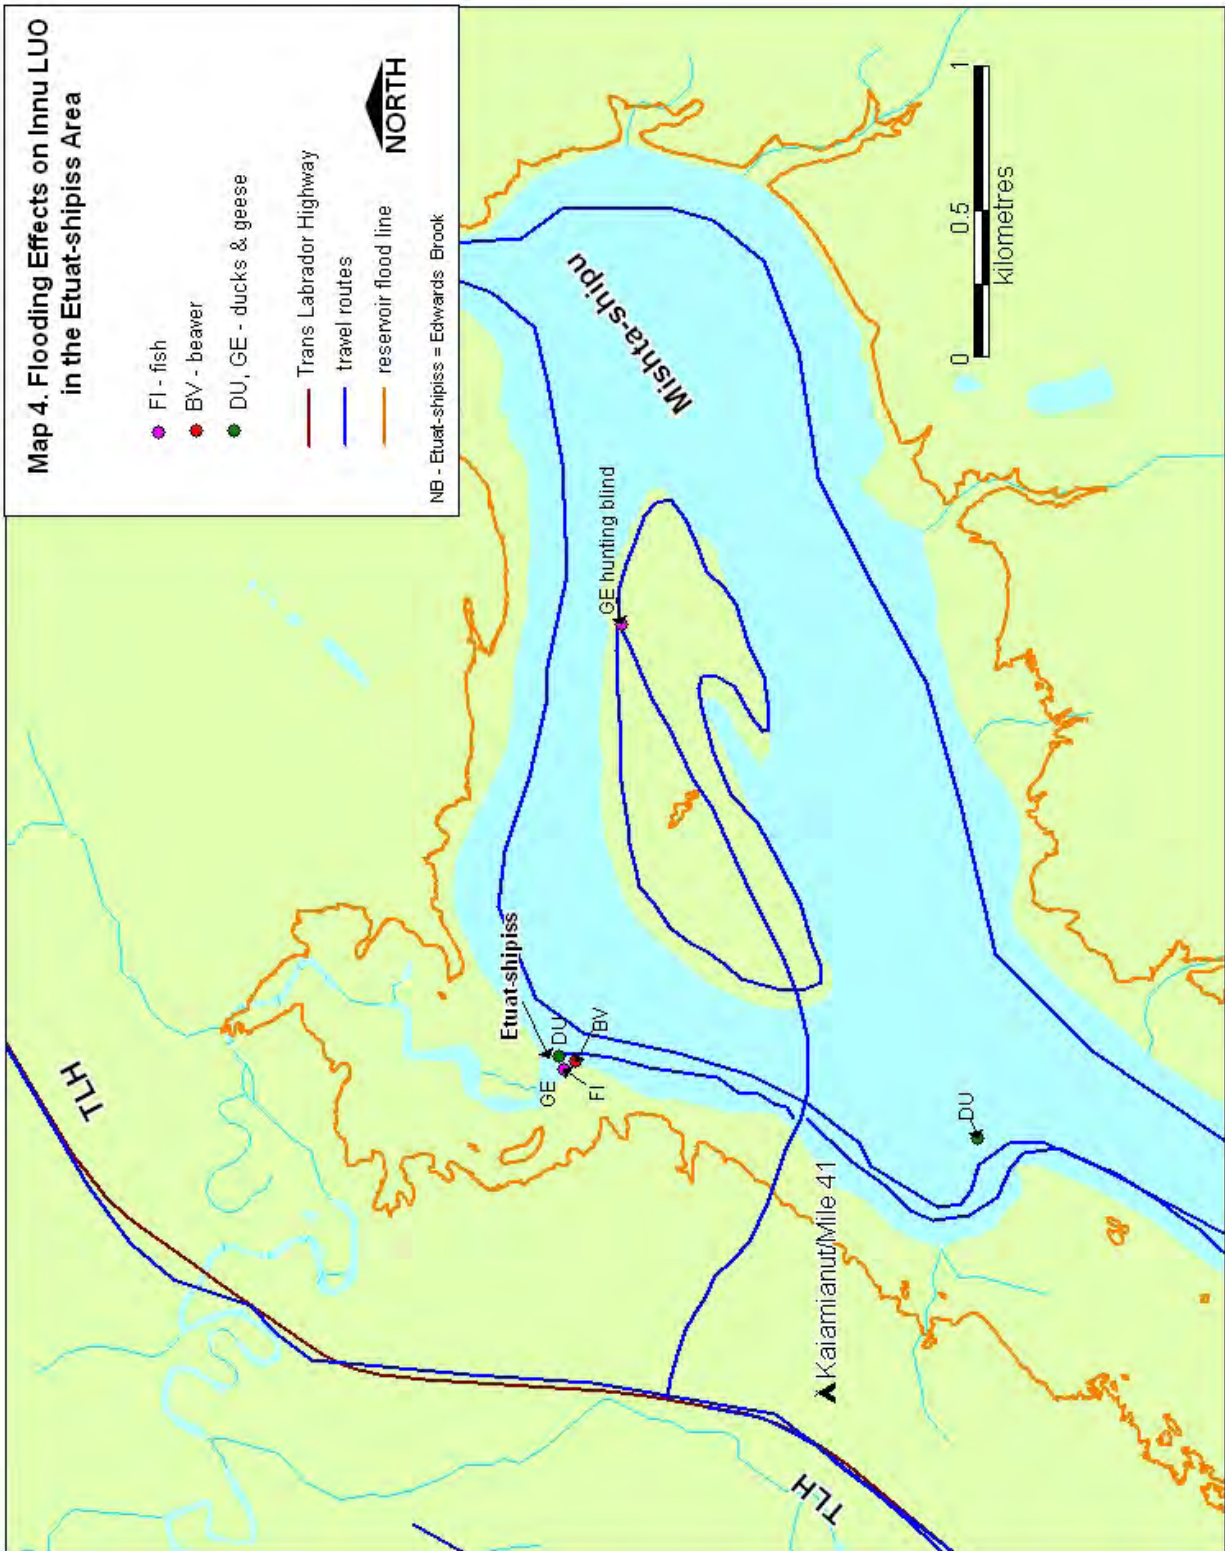 Map 4. Flooding Effects on Innu LUO
in the Etuat-shipiss Area
FI - fish
BV - beaver
DU, GE - ducks & geese
Trans Labrador Highway
travel routes
reservoir flood line
NORTH
NB - Etuat-shipiss = Edwards Brook
TLH
Etuat-shipiss
GE
DU
FI
BV
GE hunting blind
Mishta-shipu
DU
Kaiamianut/Mile 41
TLH
0 0.5 1
kilometres